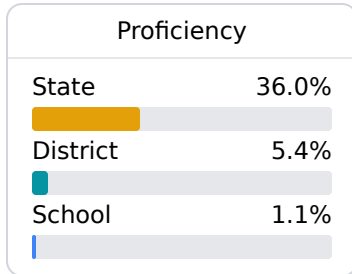 Proficiency
State 36.0%
District 5.4%
School 1.1%